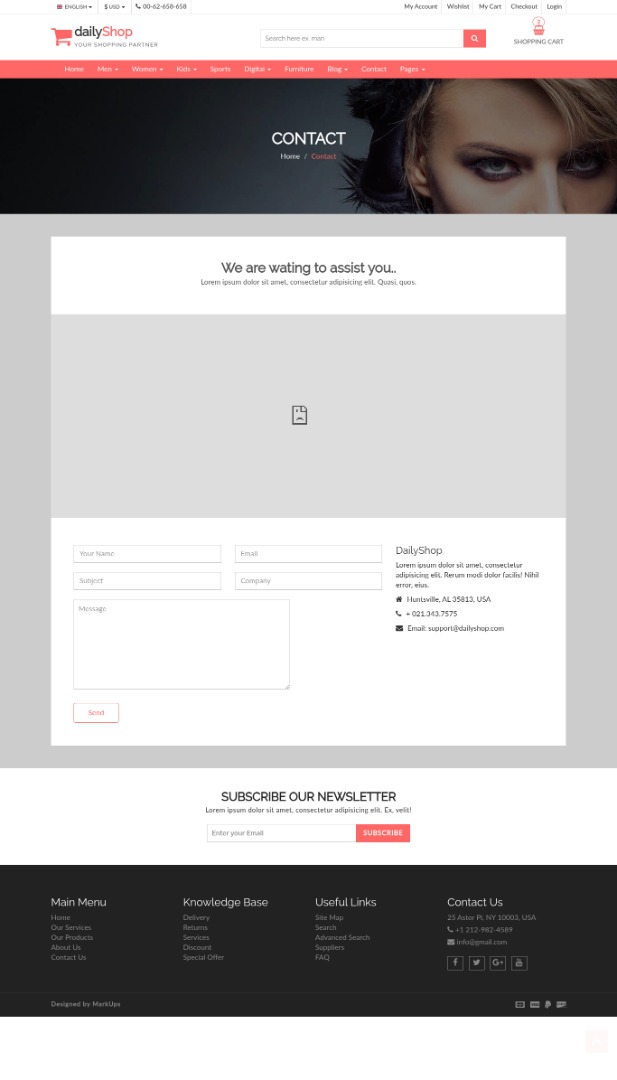 ENGLISH
$ USD
00-62-658-658
My Account
Wishlist
My Cart
Checkout
Login
dailyShop
YOUR SHOPPING PARTNER
Search here ex. man
2
SHOPPING CART
Home
Men
Women
Kids
Sports
Digital
Furniture
Blog
Contact
Pages
CONTACT
Home / Contact
We are wating to assist you..
Lorem ipsum dolor sit amet, consectetur adipisicing elit. Quasi, quos.
Your Name
Email
Subject
Company
Message
Send
DailyShop
Lorem ipsum dolor sit amet, consectetur
adipisicing elit. Rerum modi dolor facilis! Nihil
error, eius.
Huntsville, AL 35813, USA
+ 021.343.7575
Email: support@dailyshop.com
SUBSCRIBE OUR NEWSLETTER
Lorem ipsum dolor sit amet, consectetur adipisicing elit. Ex, velit!
Enter your Email
SUBSCRIBE
Main Menu
Home
Our Services
Our Products
About Us
Contact Us
Knowledge Base
Delivery
Returns
Services
Discount
Special Offer
Useful Links
Site Map
Search
Advanced Search
Suppliers
FAQ
Contact Us
25 Astor Pl, NY 10003, USA
+1 212-982-4589
info@gmail.com
Designed by MarkUps